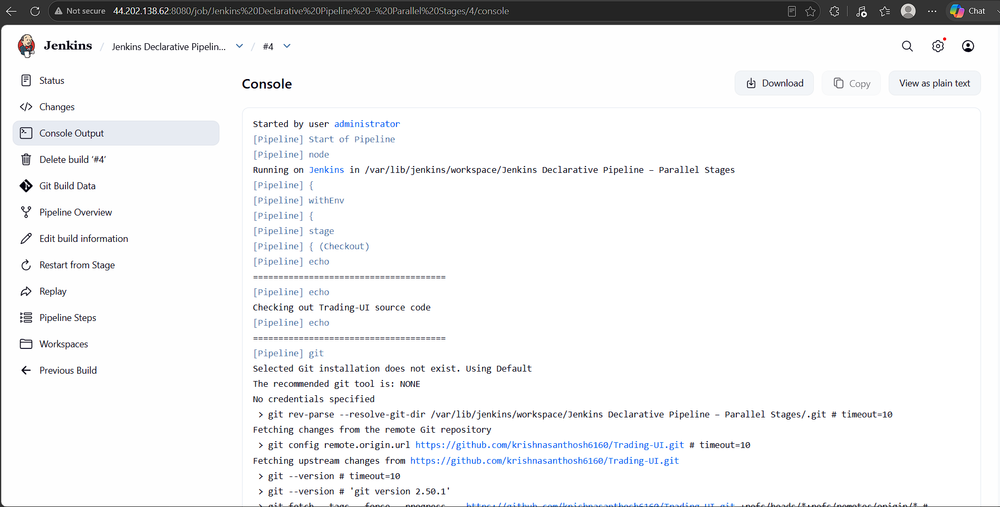 Not secure 44.202.138.62:8080/job/Jenkins%20Declarative%20Pipeline%20–%20Parallel%20Stages/4/console
Chat
Jenkins / Jenkins Declarative Pipelin... / #4
Status
Changes
Console Output
Delete build ‘#4’
Git Build Data
Pipeline Overview
Edit build information
Restart from Stage
Replay
Pipeline Steps
Workspaces
Previous Build
Console
Download
Copy
View as plain text
Started by user administrator
[Pipeline] Start of Pipeline
[Pipeline] node
Running on Jenkins in /var/lib/jenkins/workspace/Jenkins Declarative Pipeline – Parallel Stages
[Pipeline] {
[Pipeline] withEnv
[Pipeline] {
[Pipeline] stage
[Pipeline] { (Checkout)
[Pipeline] echo
======================================
[Pipeline] echo
Checking out Trading-UI source code
[Pipeline] echo
======================================
[Pipeline] git
Selected Git installation does not exist. Using Default
The recommended git tool is: NONE
No credentials specified
 > git rev-parse --resolve-git-dir /var/lib/jenkins/workspace/Jenkins Declarative Pipeline – Parallel Stages/.git # timeout=10
Fetching changes from the remote Git repository
 > git config remote.origin.url https://github.com/krishnasanthosh6160/Trading-UI.git # timeout=10
Fetching upstream changes from https://github.com/krishnasanthosh6160/Trading-UI.git
 > git --version # timeout=10
 > git --version # 'git version 2.50.1'
 > git fetch --tags --force --progress -- https://github.com/krishnasanthosh6160/Trading-UI.git +refs/heads/*:refs/remotes/origin/* #